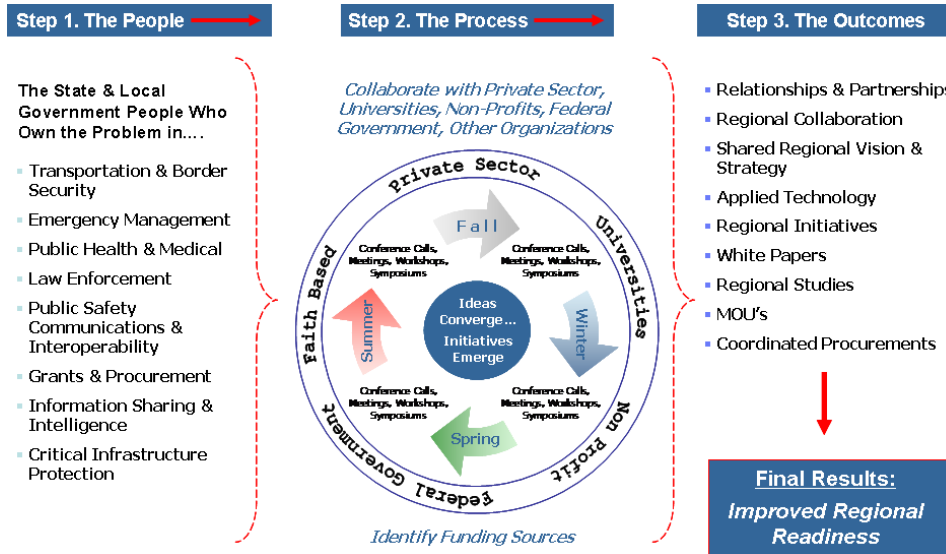 Step 1. The People
Step 2. The Process
Step 3. The Outcomes
The State & Local
Government People Who
Own the Problem in....
Transportation & Border
Security
Emergency Management
Public Health & Medical
Law Enforcement
Public Safety
Communications &
Interoperability
Grants & Procurement
Information Sharing &
Intelligence
Critical Infrastructure
Protection
Collaborate with Private Sector,
Universities, Non-Profits, Federal
Government, Other Organizations
Private Sector
Universities
Non Profit
Federal Government
Faith Based
Fall
Conference Calls,
Meetings, Workshops,
Symposiums
Winter
Conference Calls,
Meetings, Workshops,
Symposiums
Spring
Conference Calls,
Meetings, Workshops,
Symposiums
Summer
Conference Calls,
Meetings, Workshops,
Symposiums
Ideas
Converge...
Initiatives
Emerge
Identify Funding Sources
Relationships & Partnerships
Regional Collaboration
Shared Regional Vision &
Strategy
Applied Technology
Regional Initiatives
White Papers
Regional Studies
MOU's
Coordinated Procurements
Final Results:
Improved Regional
Readiness